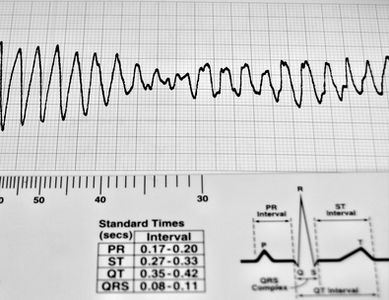 0 50 40 30
Standard Times
(secs) Interval
PR 0.17-0.20
ST 0.27-0.33
QT 0.35-0.42
QRS 0.08-0.11
R
PR
Interval
ST
Interval
P
T
Q S
QRS
Complex
QT Interval